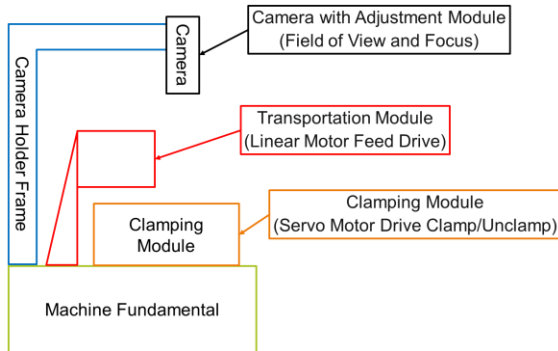 Camera with Adjustment Module
(Field of View and Focus)
Camera
Camera Holder Frame
Transportation Module
(Linear Motor Feed Drive)
Clamping Module
(Servo Motor Drive Clamp/Unclamp)
Clamping
Module
Machine Fundamental